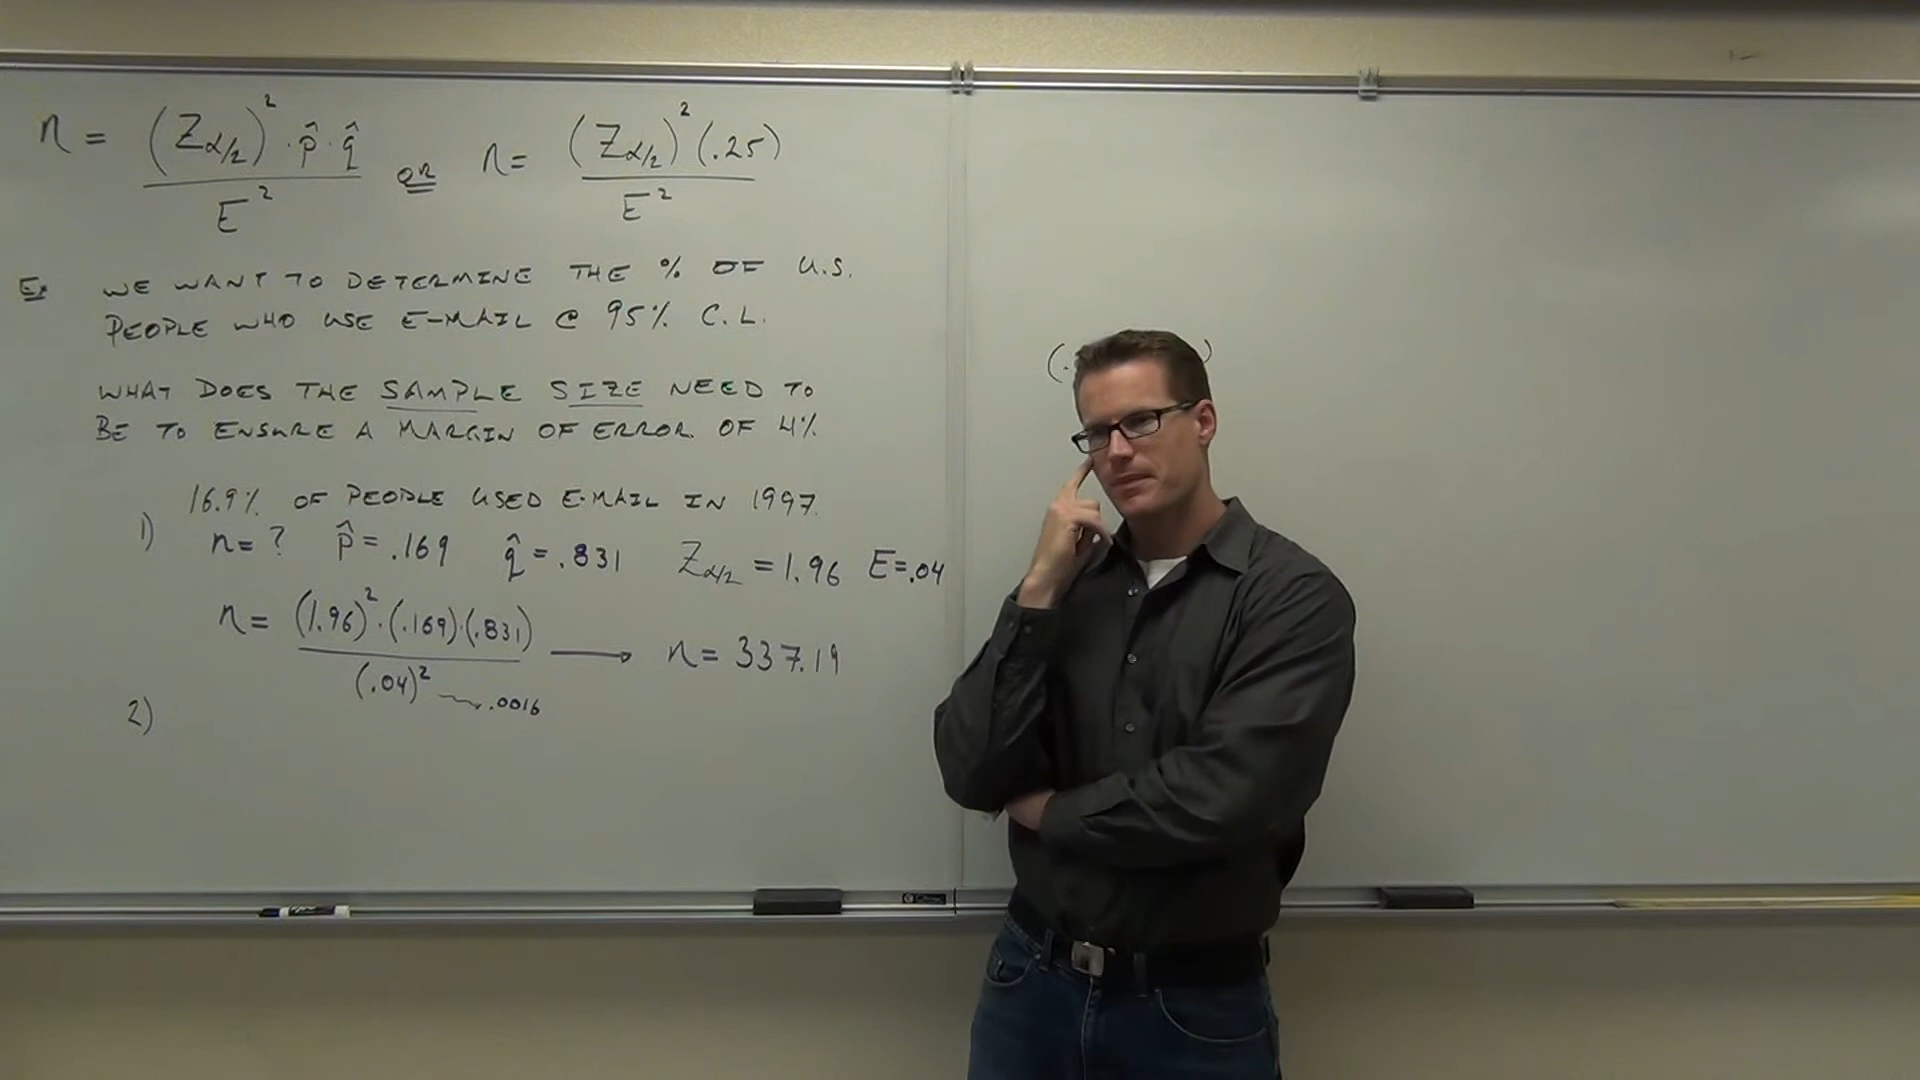 n = (Z_{α/2})² · p̂ · q̂ / E² or n = (Z_{α/2})² (.25) / E²
Ex WE WANT TO DETERMINE THE % OF U.S.
PEOPLE WHO USE E-MAIL @ 95% C.L.
WHAT DOES THE SAMPLE SIZE NEED TO
BE TO ENSURE A MARGIN OF ERROR OF 4%
16.9% OF PEOPLE USED E-MAIL IN 1997.
1) n = ? p̂ = .169 q̂ = .831 Z_{α/2} = 1.96 E = .04
n = (1.96)² · (.169) · (.831) / (.04)² → n = 337.19
.0016
2)